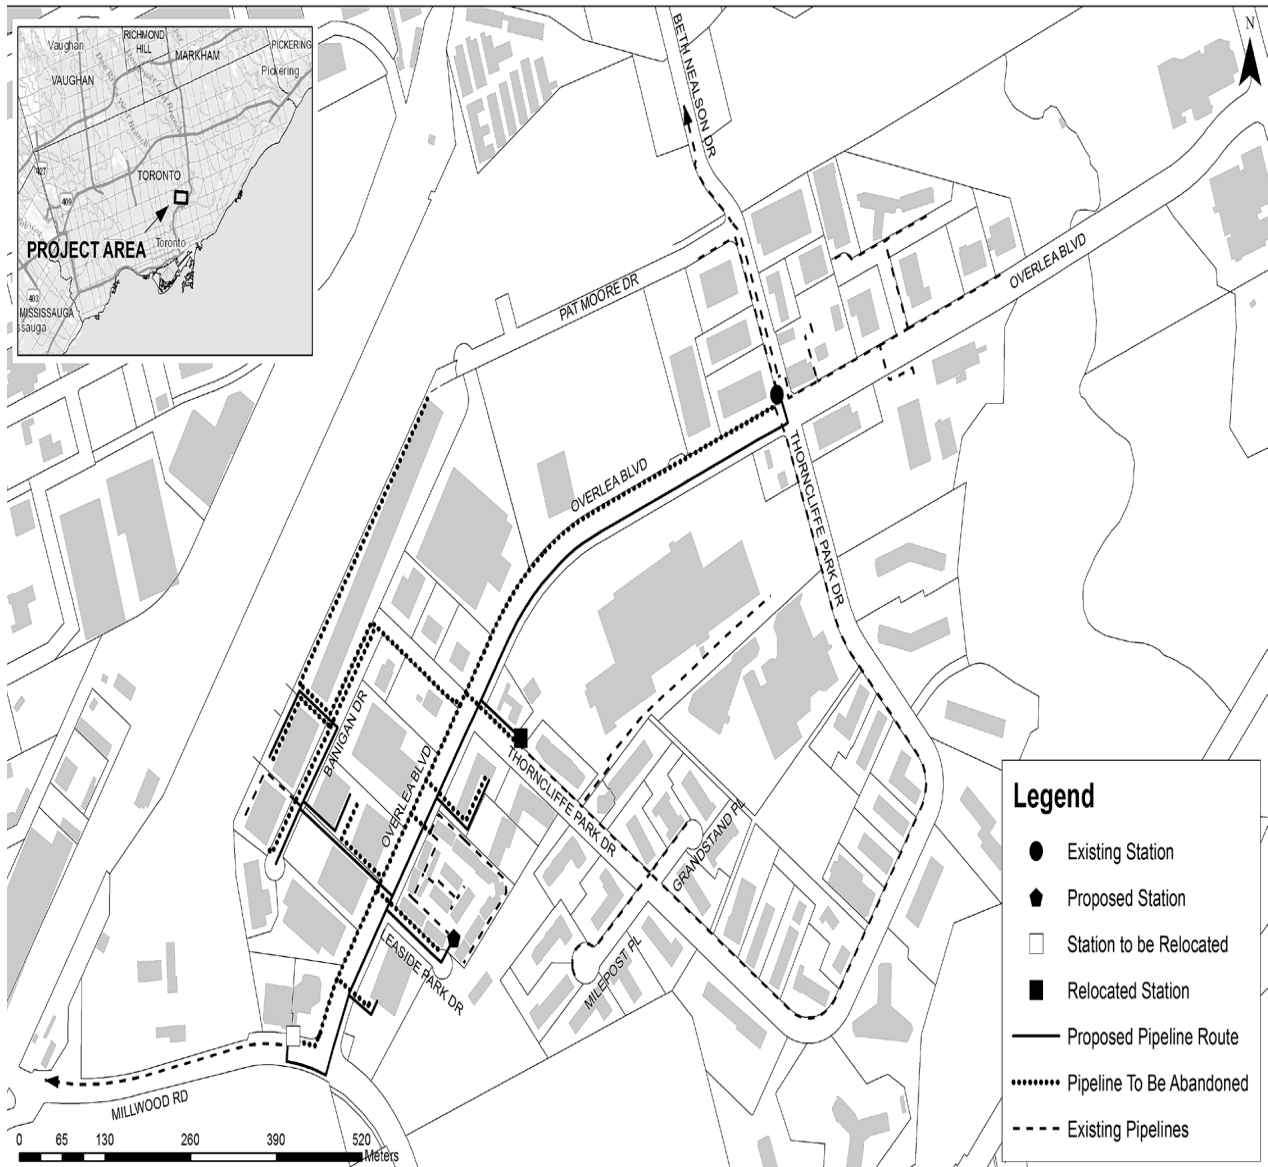 Vaughan
RICHMOND
HILL
MARKHAM
PICKERING
Pickering
VAUGHAN
TORONTO
PROJECT AREA
Toronto
409
403
MISSISSAUGA
ssauga
N
BETH NEALSON DR
PAT MOORE DR
OVERLEA BLVD
OVERLEA BLVD
THORNCLIFFE PARK DR
BANIGAN DR
OVERLEA BLVD
THORNCLIFFE PARK DR
GRANDSTAND PL
LEASIDE PARK DR
MILEPOST PL
MILLWOOD RD
0 65 130 260 390 520
Meters
Legend
Existing Station
Proposed Station
Station to be Relocated
Relocated Station
Proposed Pipeline Route
Pipeline To Be Abandoned
Existing Pipelines